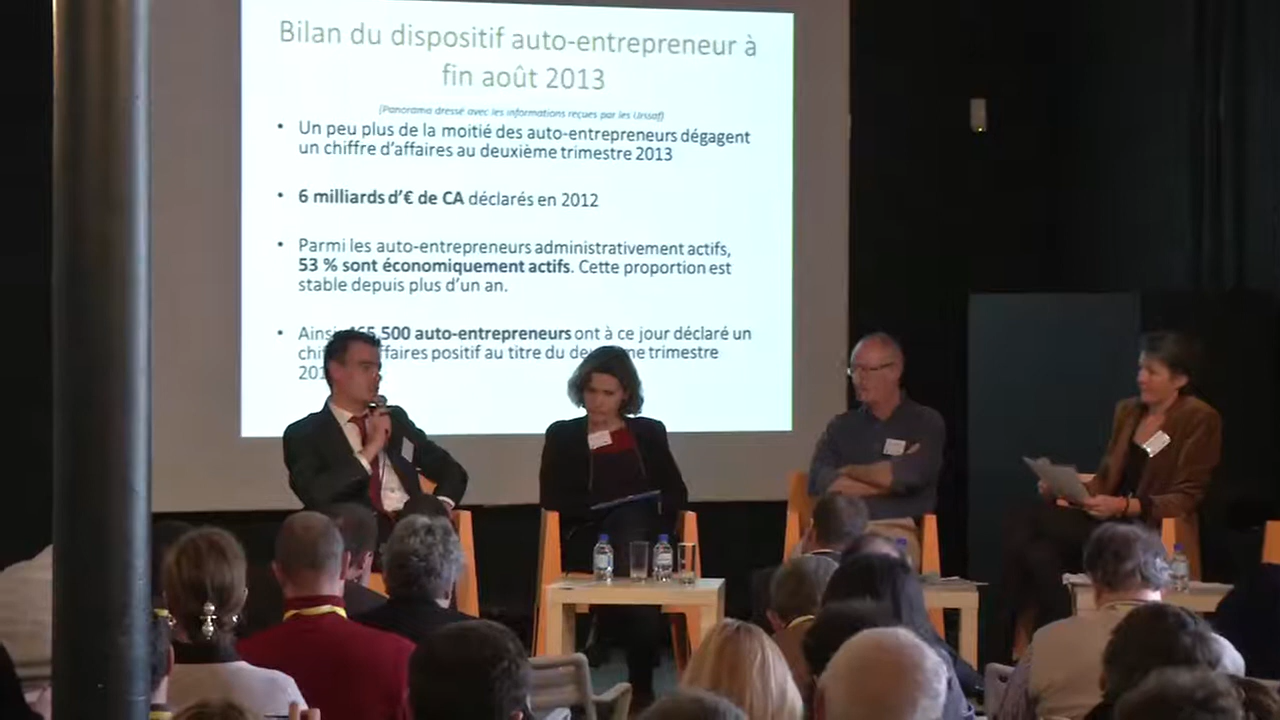 Bilan du dispositif auto-entrepreneur à
fin août 2013
(Panorama dressé avec les informations reçues par les Urssaf)
• Un peu plus de la moitié des auto-entrepreneurs dégagent
un chiffre d'affaires au deuxième trimestre 2013
• 6 milliards d'€ de CA déclarés en 2012
• Parmi les auto-entrepreneurs administrativement actifs,
53 % sont économiquement actifs. Cette proportion est
stable depuis plus d'un an.
• 500 auto-entrepreneurs ont à ce jour déclaré un
positif au titre du trimestre